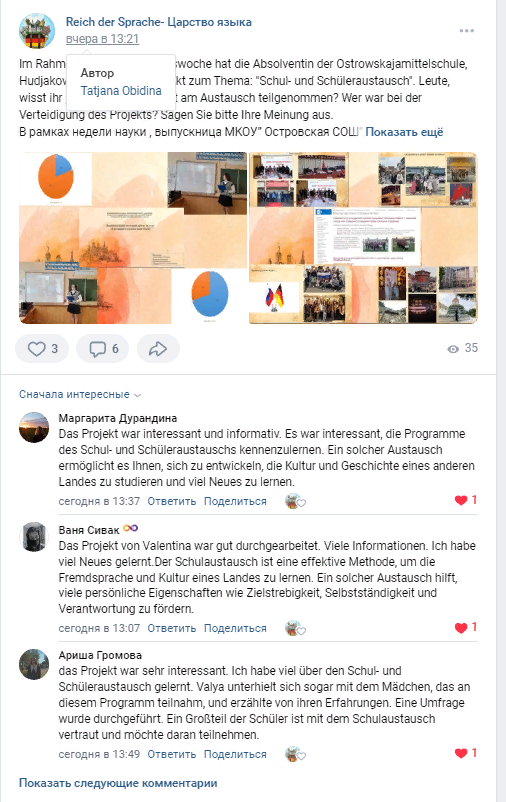 Reich der Sprache- Царство языка
вчера в 13:21
Im Rahm swoche hat die Absolventin der Ostrowskajamittelschule,
Автор
Hudjakow kt zum Thema: "Schul- und Schüleraustausch". Leute,
Tatjana Obidina
wisst ihr t am Austausch teilgenommen? Wer war bei der
Verteidigung des Projekts? Sagen Sie bitte Ihre Meinung aus.
В рамках недели науки , выпускница МКОУ" Островская СОШ" Показать ещё
3 6 35
Сначала интересные
Маргарита Дурандина
Das Projekt war interessant und informativ. Es war interessant, die Programme
des Schul- und Schüleraustauschs kennenzulernen. Ein solcher Austausch
ermöglicht es Ihnen, sich zu entwickeln, die Kultur und Geschichte eines anderen
Landes zu studieren und viel Neues zu lernen.
сегодня в 13:37 Ответить Поделиться 1
Ваня Сивак
Das Projekt von Valentina war gut durchgearbeitet. Viele Informationen. Ich habe
viel Neues gelernt.Der Schulaustausch ist eine effektive Methode, um die
Fremdsprache und Kultur eines Landes zu lernen. Ein solcher Austausch hilft,
viele persönliche Eigenschaften wie Zielstrebigkeit, Selbstständigkeit und
Verantwortung zu fördern.
сегодня в 13:07 Ответить Поделиться 1
Ариша Громова
das Projekt war sehr interessant. Ich habe viel über den Schul- und
Schüleraustausch gelernt. Valya unterhielt sich sogar mit dem Mädchen, das an
diesem Programm teilnahm, und erzählte von ihren Erfahrungen. Eine Umfrage
wurde durchgeführt. Ein Großteil der Schüler ist mit dem Schulaustausch
vertraut und möchte daran teilnehmen.
сегодня в 13:49 Ответить Поделиться 1
Показать следующие комментарии